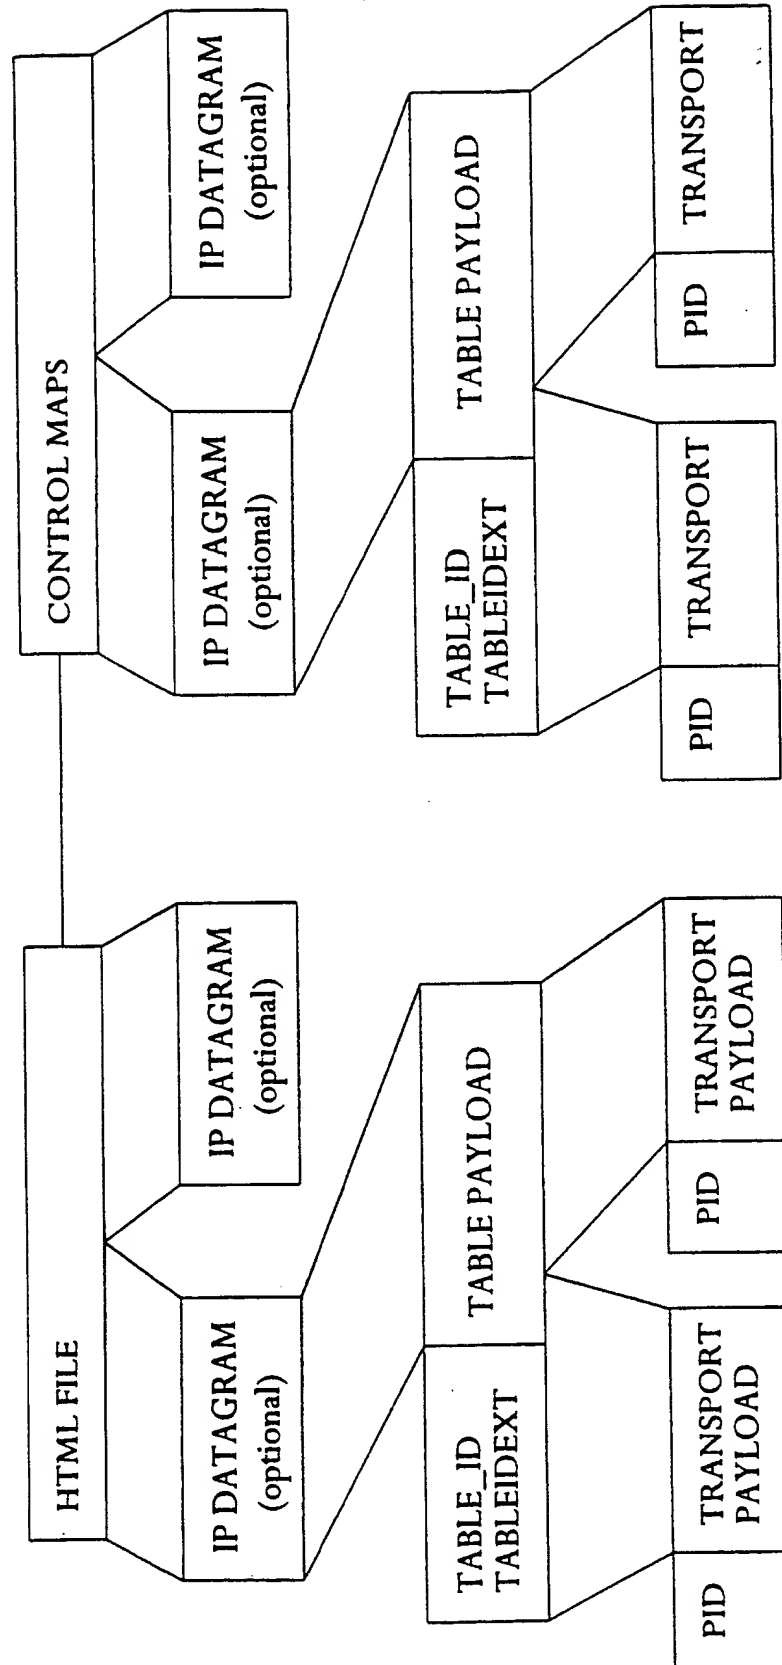 HTML FILE
CONTROL MAPS
IP DATAGRAM
(optional)
IP DATAGRAM
(optional)
IP DATAGRAM
(optional)
IP DATAGRAM
(optional)
TABLE_ID
TABLEIDEXT
TABLE PAYLOAD
TABLE_ID
TABLEIDEXT
TABLE PAYLOAD
PID
TRANSPORT
PAYLOAD
PID
TRANSPORT
PAYLOAD
PID
TRANSPORT
PID
TRANSPORT